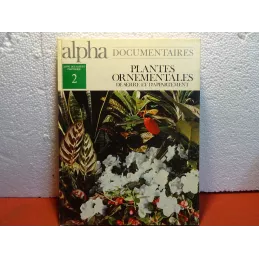 alpha DOCUMENTAIRES
2
PLANTES
ORNEMENTALES
DE SERRE ET D'APPARTEMENT